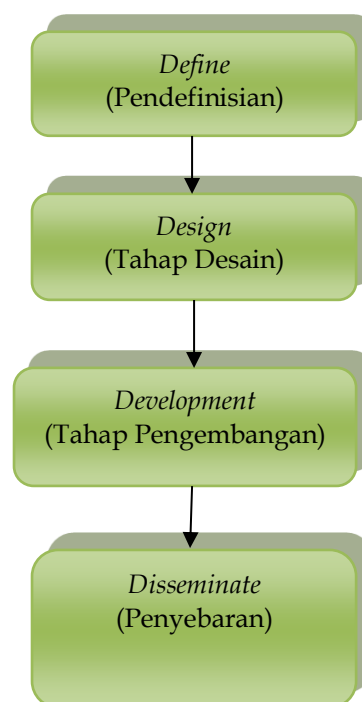 Define
(Pendefinisian)
Design
(Tahap Desain)
Development
(Tahap Pengembangan)
Disseminate
(Penyebaran)